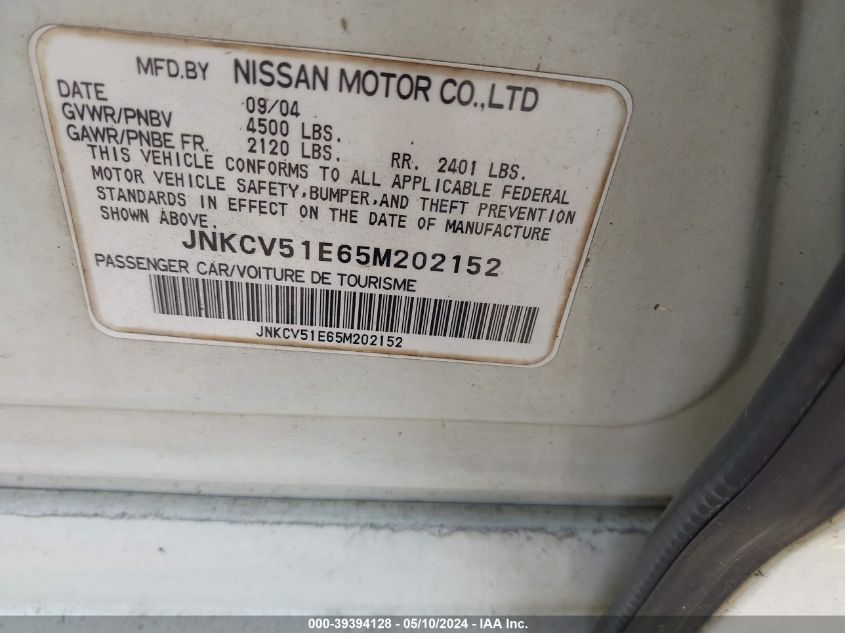 MFD.BY NISSAN MOTOR CO.,LTD
DATE 09/04
GVWR/PNBV 4500 LBS.
GAWR/PNBE FR. 2120 LBS. RR. 2401 LBS.
THIS VEHICLE CONFORMS TO ALL APPLICABLE FEDERAL
MOTOR VEHICLE SAFETY,BUMPER,AND THEFT PREVENTION
STANDARDS IN EFFECT ON THE DATE OF MANUFACTURE
SHOWN ABOVE.
JNKCV51E65M202152
PASSENGER CAR/VOITURE DE TOURISME
JNKCV51E65M202152
000-39394128 - 05/10/2024 - IAA Inc.